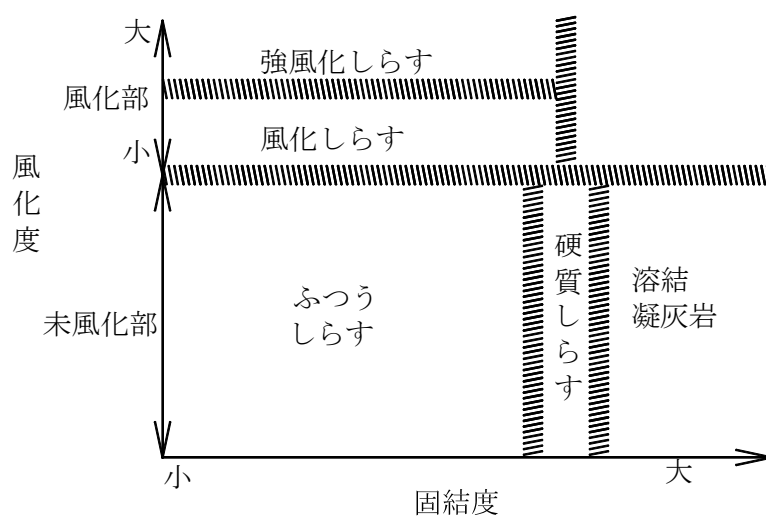 大
強風化しらす
風化部
小
風化しらす
風化度
硬質しらす
ふつう
しらす
溶結
凝灰岩
未風化部
小
大
固結度